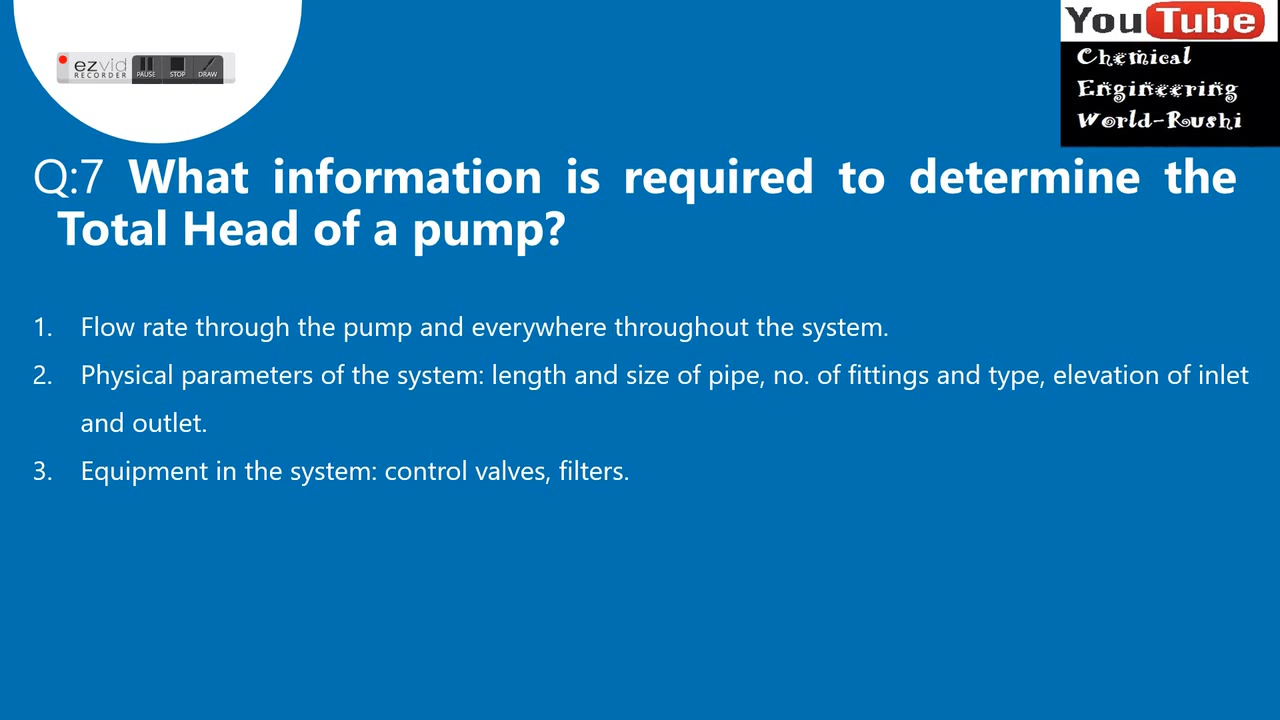 YouTube
Chemical
Engineering
World-Rushi
ezvid
RECORDER
PAUSE STOP DRAW
Q:7 What information is required to determine the
Total Head of a pump?
1. Flow rate through the pump and everywhere throughout the system.
2. Physical parameters of the system: length and size of pipe, no. of fittings and type, elevation of inlet
and outlet.
3. Equipment in the system: control valves, filters.